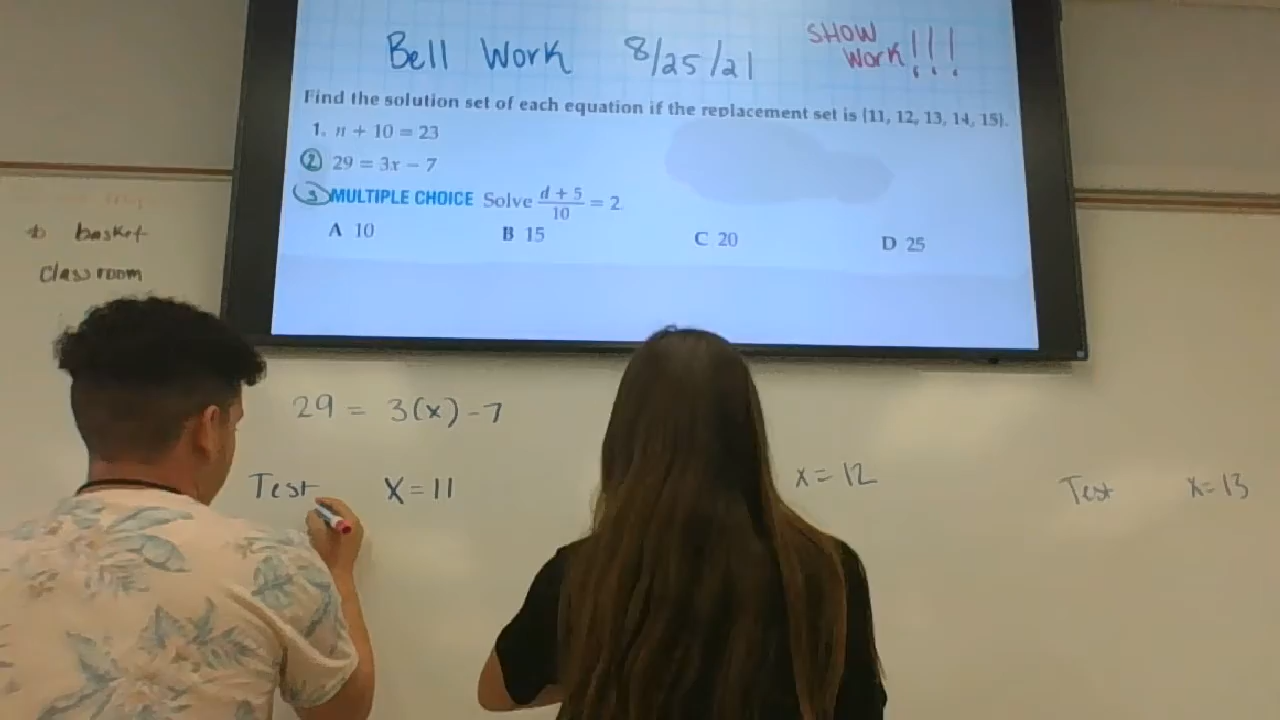 Bell Work 8/25/21 SHOW Work!!!
Find the solution set of each equation if the replacement set is {11, 12, 13, 14, 15}.
1. n + 10 = 23
2 29 = 3x - 7
3 MULTIPLE CHOICE Solve (d + 5)/10 = 2
A 10 B 15 C 20 D 25
basket
classroom
29 = 3(x) - 7
Test X = 11 x = 12 Test x = 13